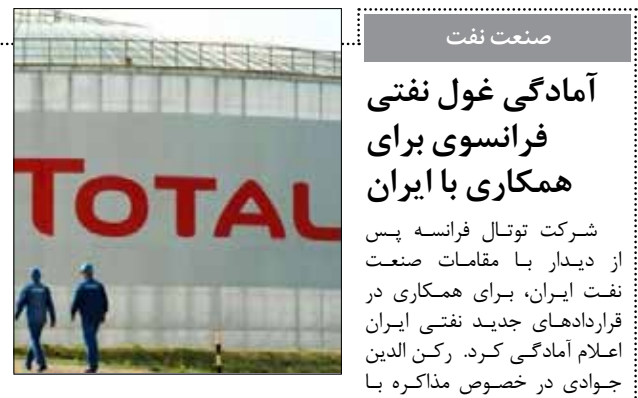 صنعت نفت
آمادگی غول نفتی
فرانسوی برای
همکاری با ایران
شرکت توتال فرانسه پس
از دیدار با مقامات صنعت
نفت ایران، برای همکاری در
قراردادهای جدید نفتی ایران
اعلام آمادگی کرد. رکن الدین
جوادی در خصوص مذاکره با
TOTAL